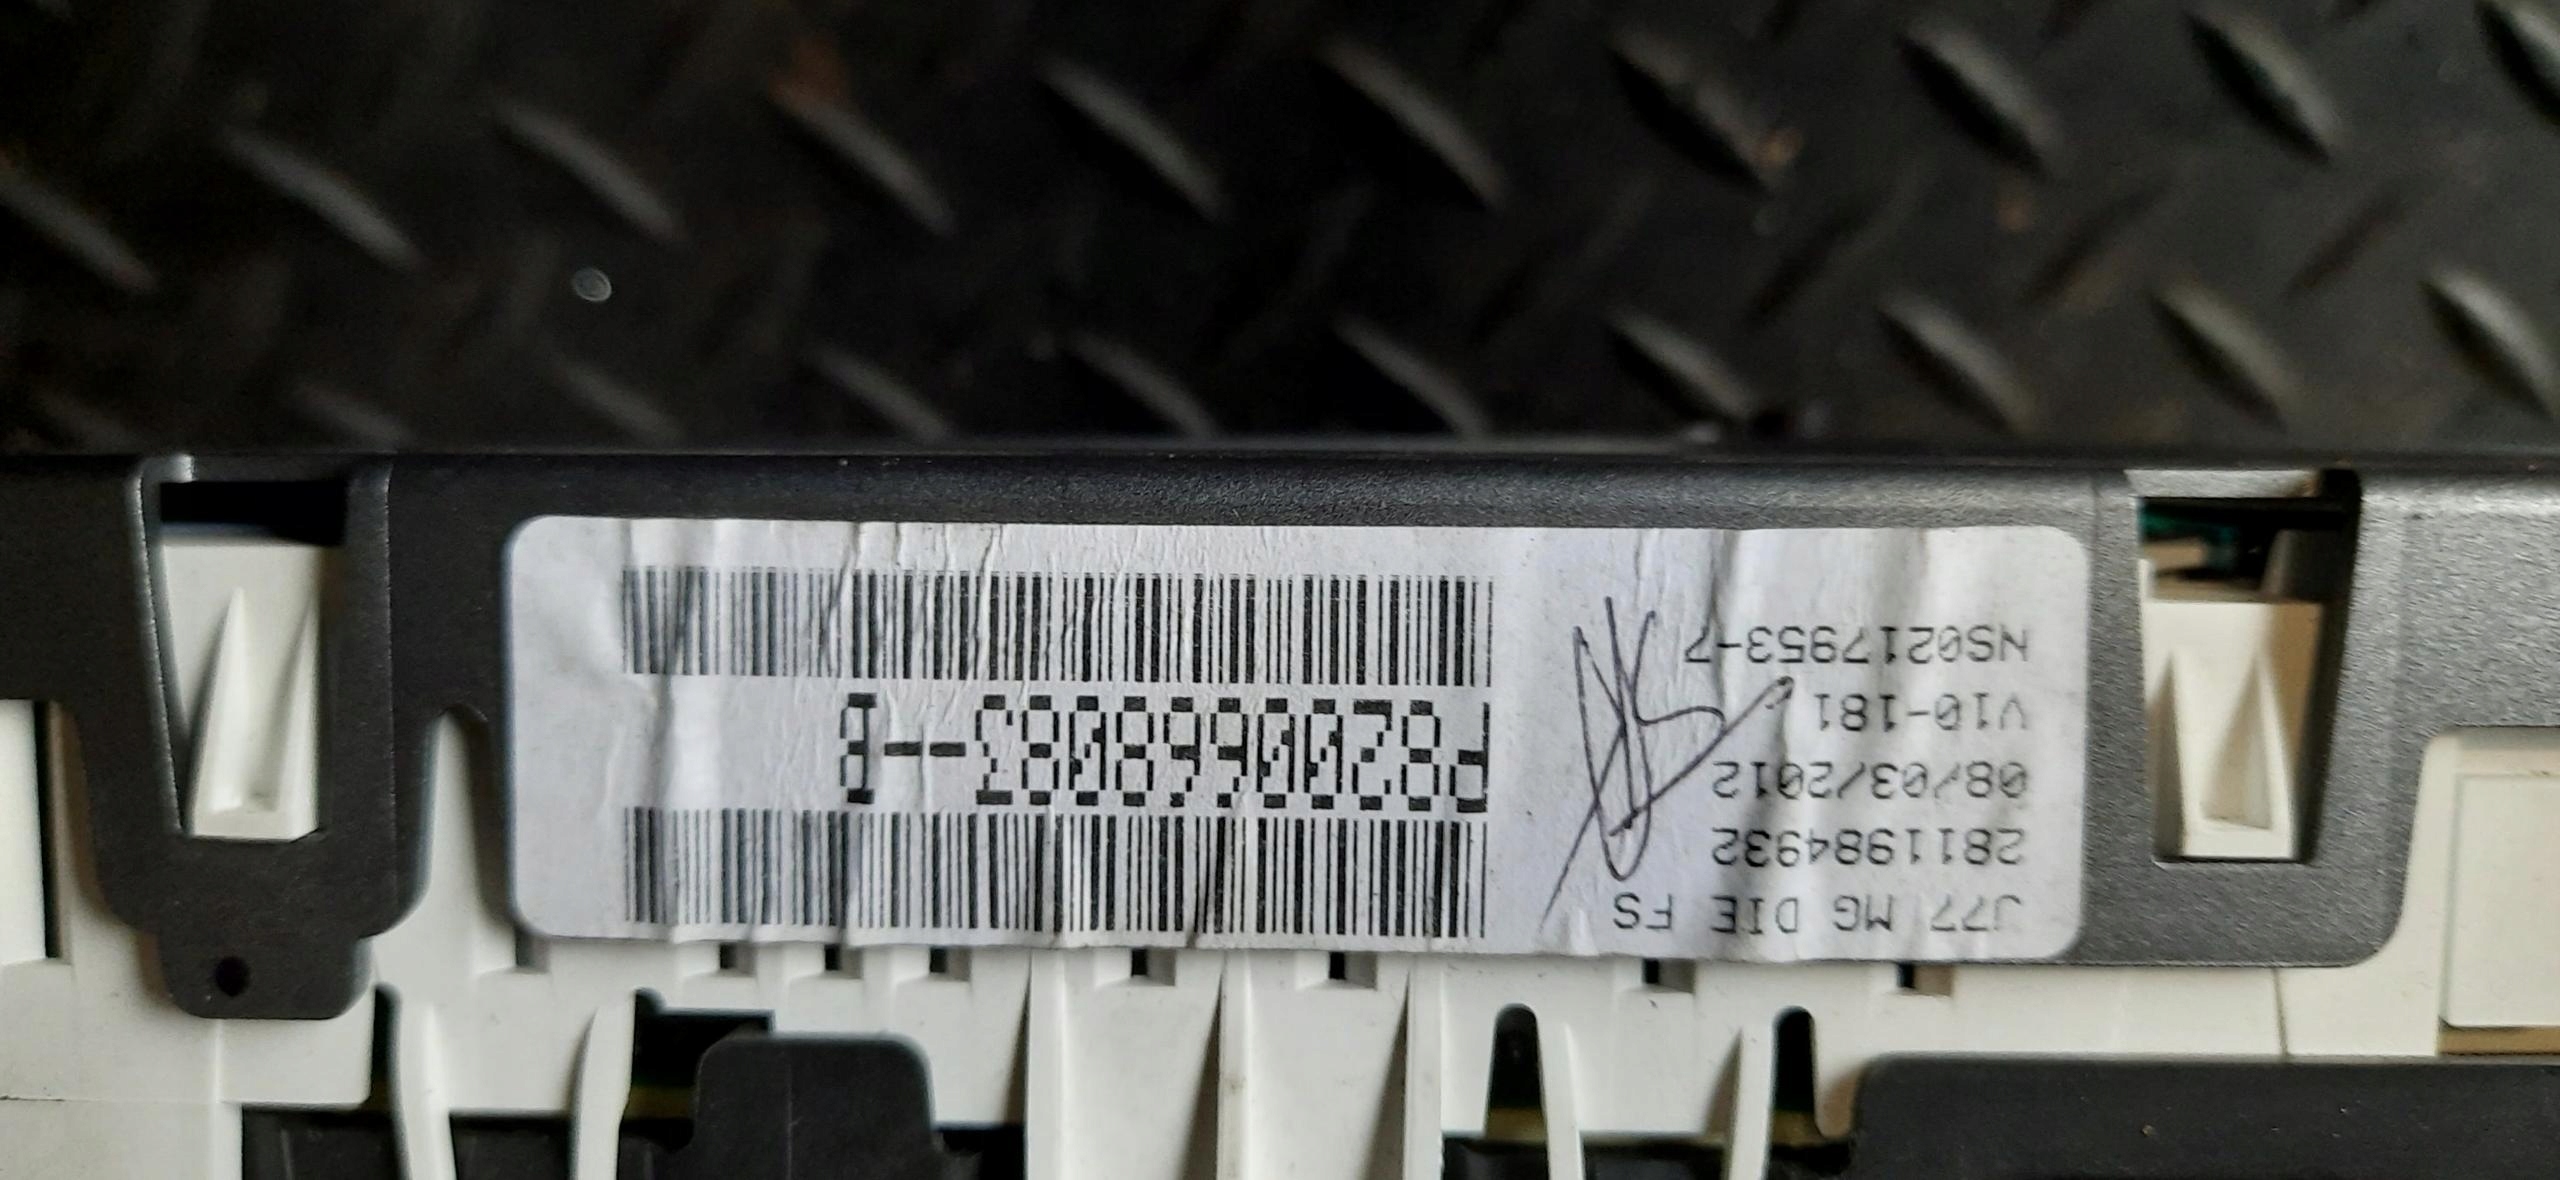 J77 MG DIE FS
2811984932
08/03/2012
V10-181
NS0217953-7
P8200668083--B